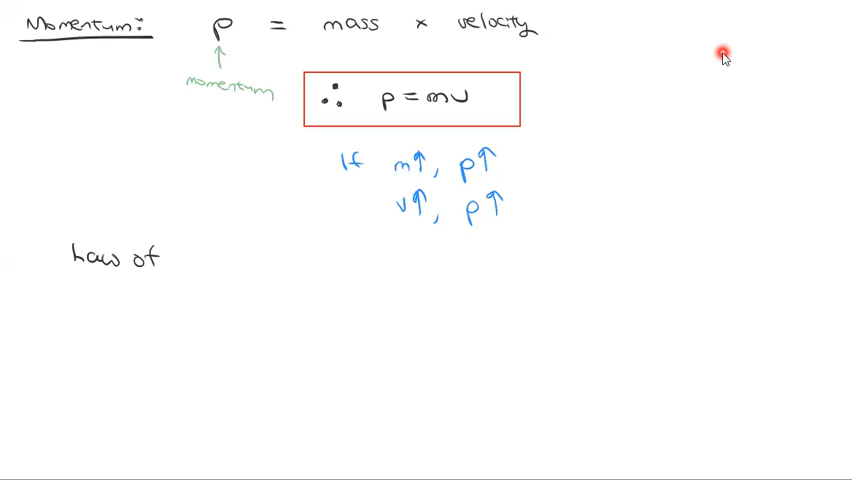 Momentum: p = mass × velocity
↑
momentum
∴ p = mv
If m↑, p↑
v↑, p↑
Law of